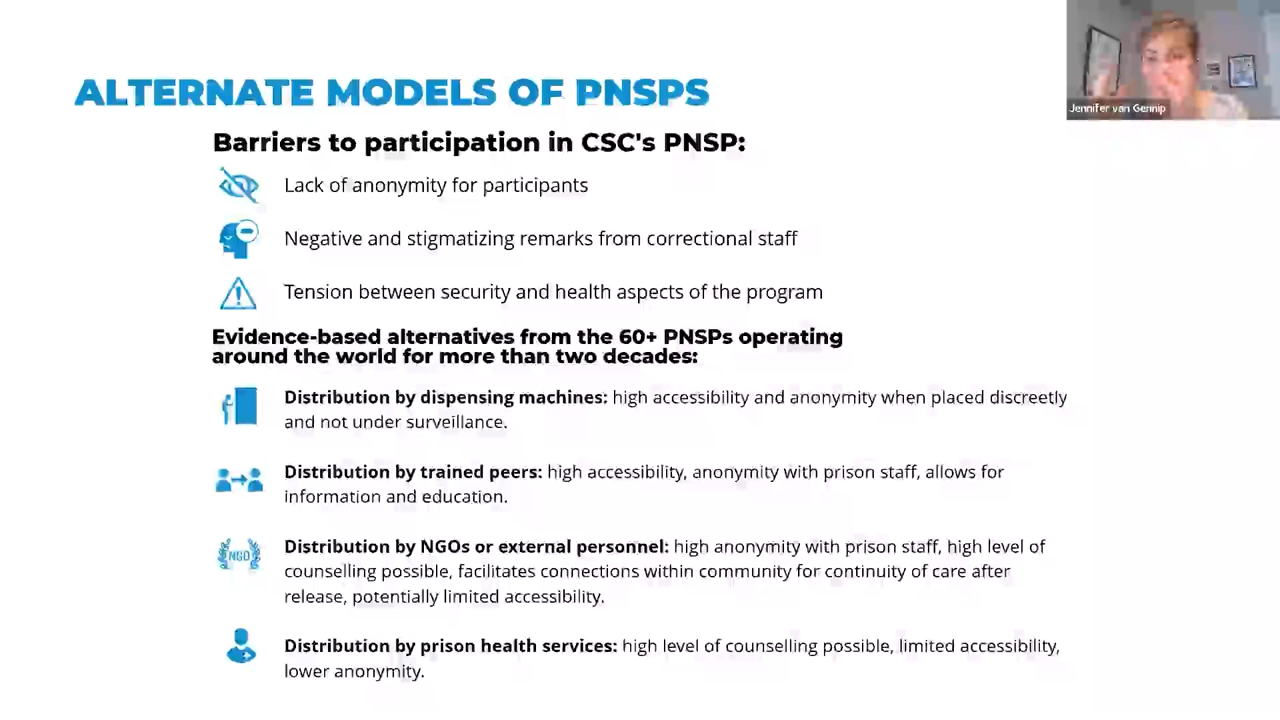 Jennifer van Gennip
ALTERNATE MODELS OF PNSPS
Barriers to participation in CSC's PNSP:
Lack of anonymity for participants
Negative and stigmatizing remarks from correctional staff
Tension between security and health aspects of the program
Evidence-based alternatives from the 60+ PNSPs operating
around the world for more than two decades:
Distribution by dispensing machines: high accessibility and anonymity when placed discreetly
and not under surveillance.
Distribution by trained peers: high accessibility, anonymity with prison staff, allows for
information and education.
NGO
Distribution by NGOs or external personnel: high anonymity with prison staff, high level of
counselling possible, facilitates connections within community for continuity of care after
release, potentially limited accessibility.
Distribution by prison health services: high level of counselling possible, limited accessibility,
lower anonymity.